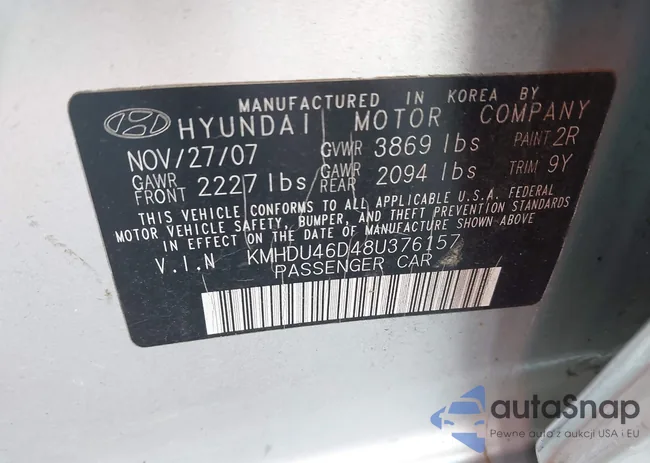 MANUFACTURED IN KOREA BY
HYUNDAI MOTOR COMPANY
NOV/27/07 GVWR 3869 lbs PAINT 2R
GAWR FRONT 2227 lbs GAWR REAR 2094 lbs TRIM 9Y
THIS VEHICLE CONFORMS TO ALL APPLICABLE U.S.A. FEDERAL
MOTOR VEHICLE SAFETY, BUMPER, AND THEFT PREVENTION STANDARDS
IN EFFECT ON THE DATE OF MANUFACTURE SHOWN ABOVE
V.I.N KMHDU46D48U376157
PASSENGER CAR
autoSnap
Pewne auta z aukcji USA i EU